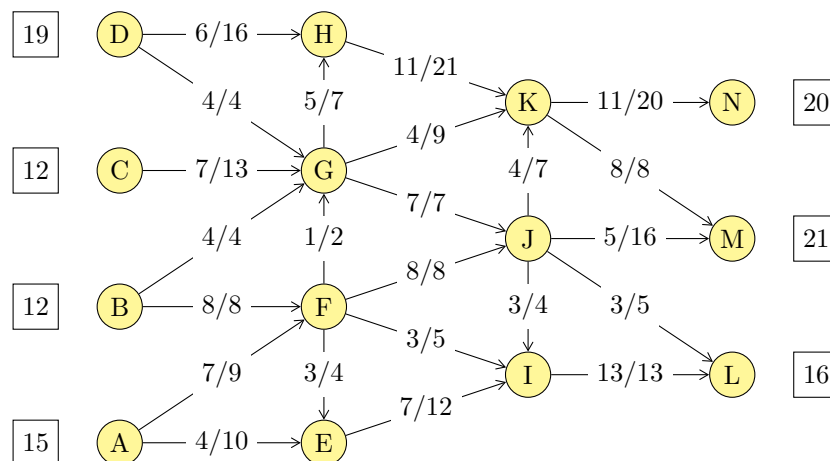 19 D 6/16 H
11/21
4/4 5/7 K 11/20 N 20
4/9
12 C 7/13 G 4/7 8/8
7/7
4/4 1/2 J 5/16 M 21
8/8
12 B 8/8 F 3/4 3/5
3/5
7/9 3/4 I 13/13 L 16
7/12
15 A 4/10 E